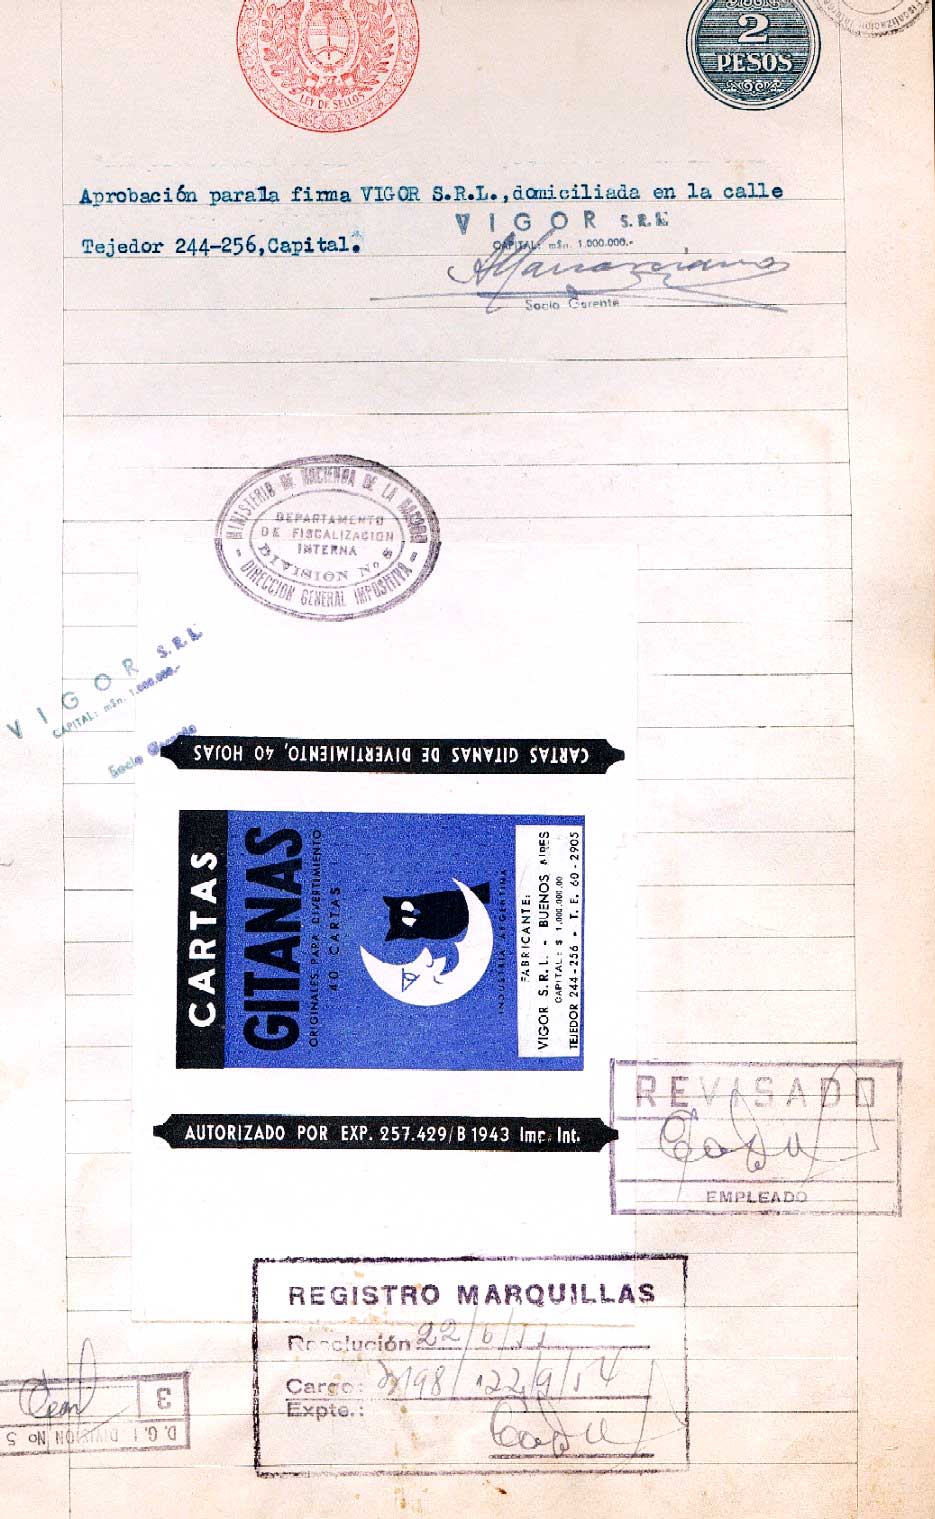 LEY DE SELLOS
2
PESOS
Aprobación parala firma VIGOR S.R.L.,domiciliada en la calle
Tejedor 244-256,Capital.
VIGOR S.R.L.
CAPITAL: m$n. 1.000.000.-
Socio Gerente
MINISTERIO DE HACIENDA DE LA NACION
DEPARTAMENTO
DE FISCALIZACION
INTERNA
DIVISIÓN No
- DIRECCION GENERAL IMPOSITIVA -
VIGOR S.R.L.
CAPITAL: m$n. 1.000.000.-
Socio Gerente
CARTAS GITANAS DE DIVERTIMIENTO, 40 HOJAS
CARTAS
GITANAS
ORIGINALES PARA DIVERTIMIENTO
40 CARTAS
INDUSTRIA ARGENTINA
FABRICANTE:
VIGOR S.R.L. - BUENOS AIRES
CAPITAL: $ 1.000.000.00
TEJEDOR 244-256 - T. E. 60-2905
AUTORIZADO POR EXP. 257.429/B 1943 Imp. Int.
REVISADO
EMPLEADO
REGISTRO MARQUILLAS
Resolución 22/6/
Cargo:
Expte.:
3
D. G. I. DIVISION No 5